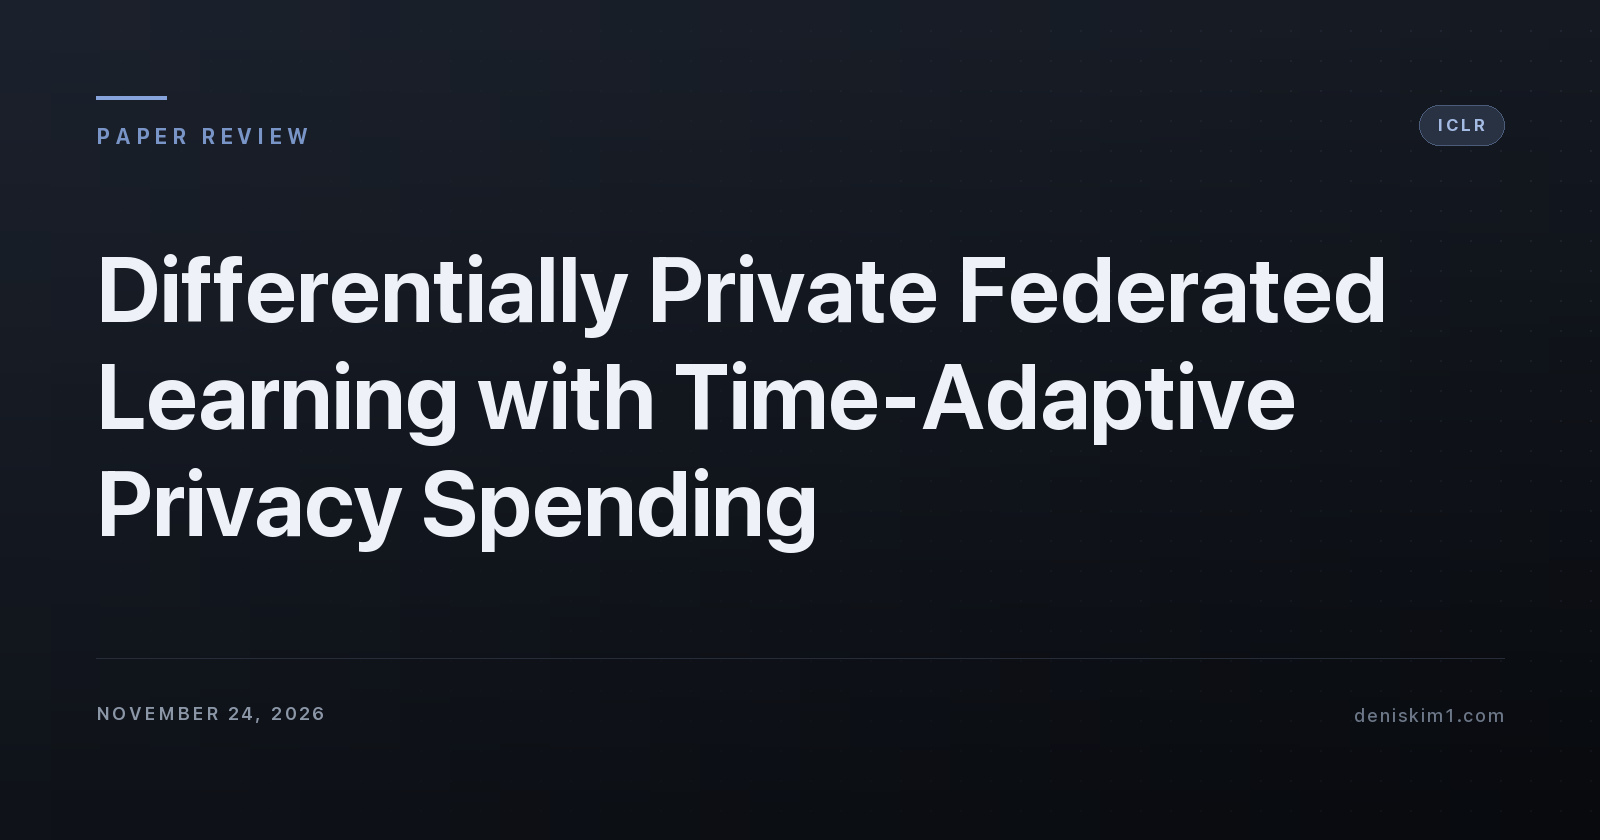 PAPER REVIEW
ICLR
Differentially Private Federated
Learning with Time-Adaptive
Privacy Spending
NOVEMBER 24, 2026
deniskim1.com